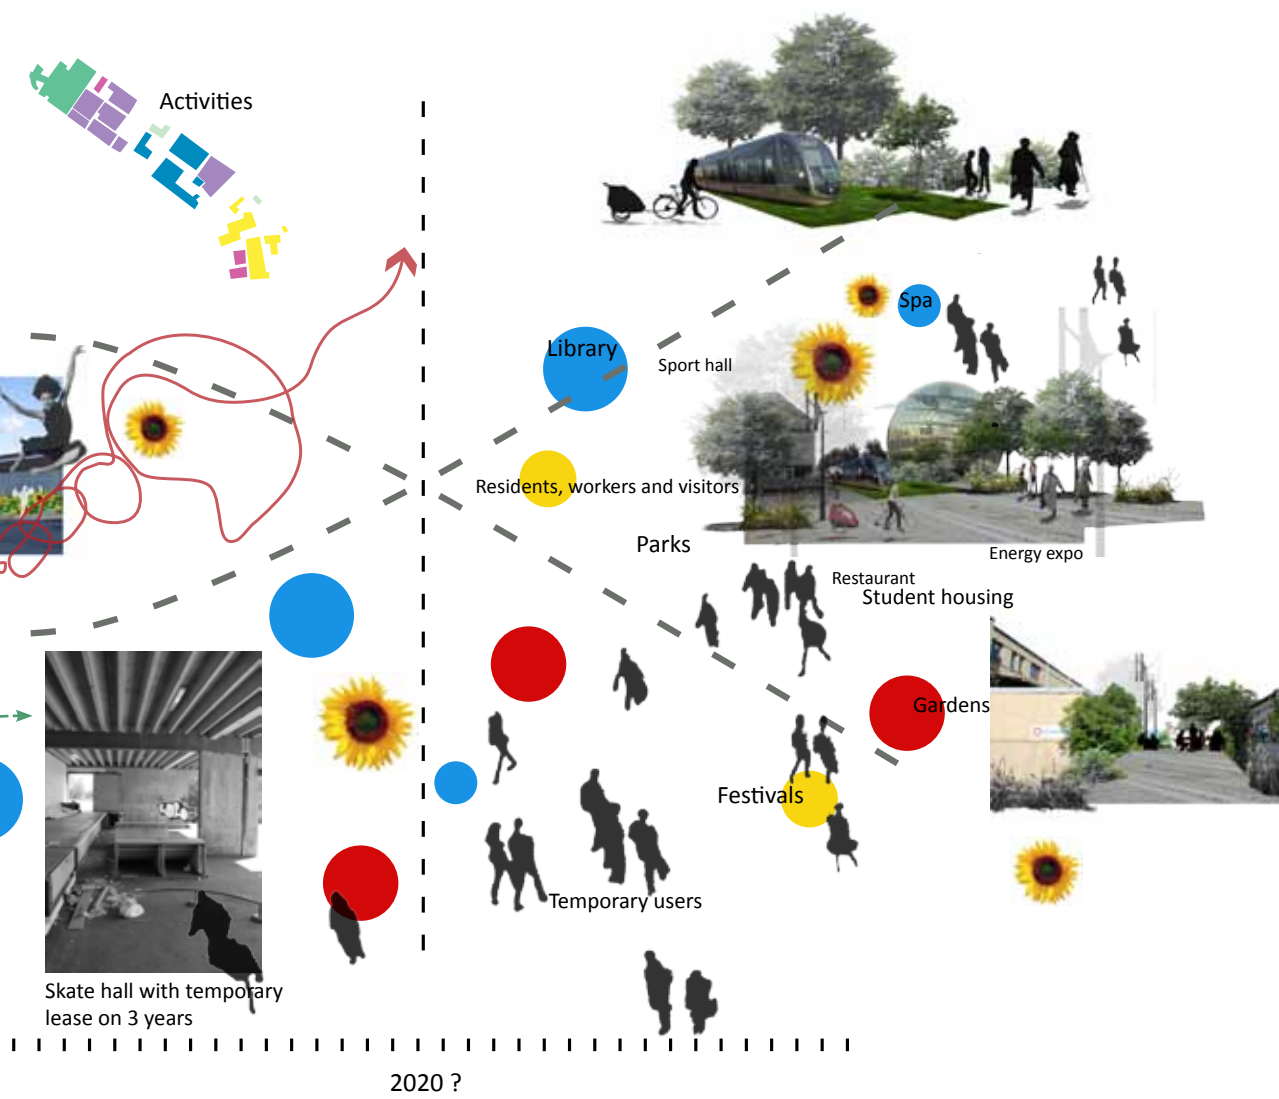 Activities
Spa
Library
Sport hall
Residents, workers and visitors
Parks
Energy expo
Restaurant
Student housing
Gardens
Festivals
Temporary users
Skate hall with temporary
lease on 3 years
2020 ?